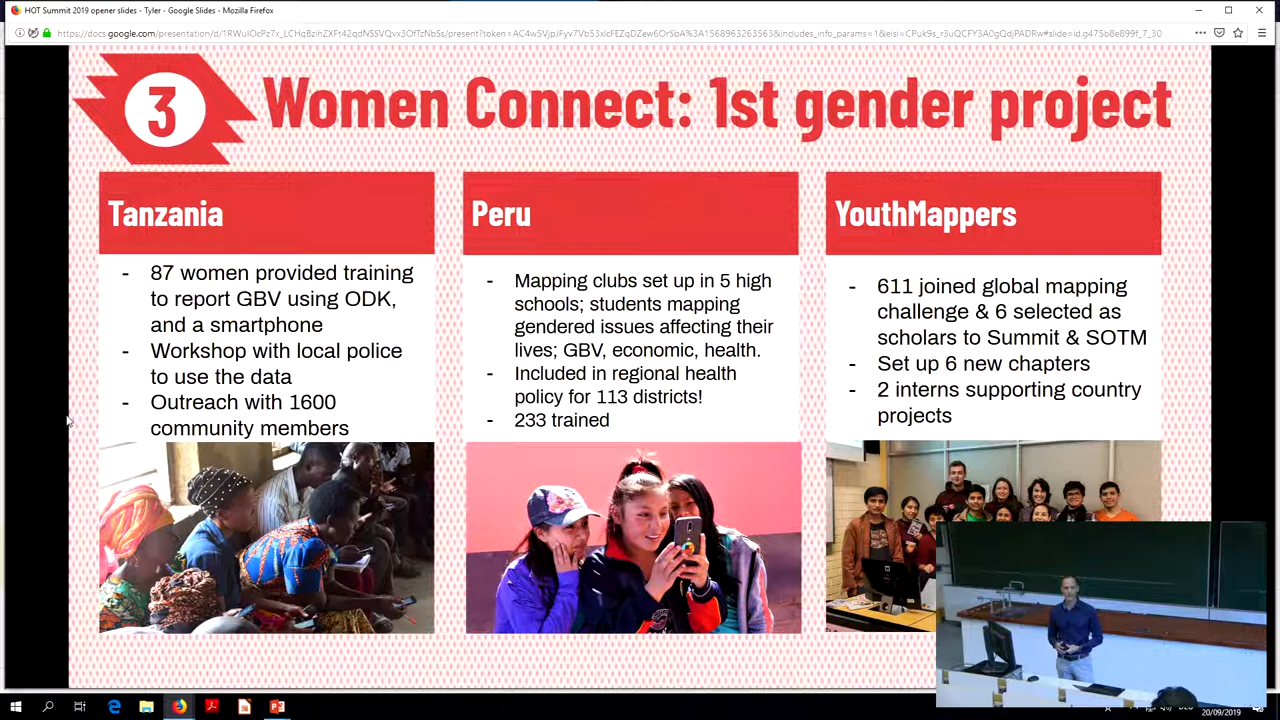 HOT Summit 2019 opener slides - Tyler - Google Slides - Mozilla Firefox
3
Women Connect: 1st gender project
Tanzania
- 87 women provided training
to report GBV using ODK,
and a smartphone
- Workshop with local police
to use the data
- Outreach with 1600
community members
Peru
- Mapping clubs set up in 5 high
schools; students mapping
gendered issues affecting their
lives; GBV, economic, health.
- Included in regional health
policy for 113 districts!
- 233 trained
YouthMappers
- 611 joined global mapping
challenge & 6 selected as
scholars to Summit & SOTM
- Set up 6 new chapters
- 2 interns supporting country
projects
20/09/2019